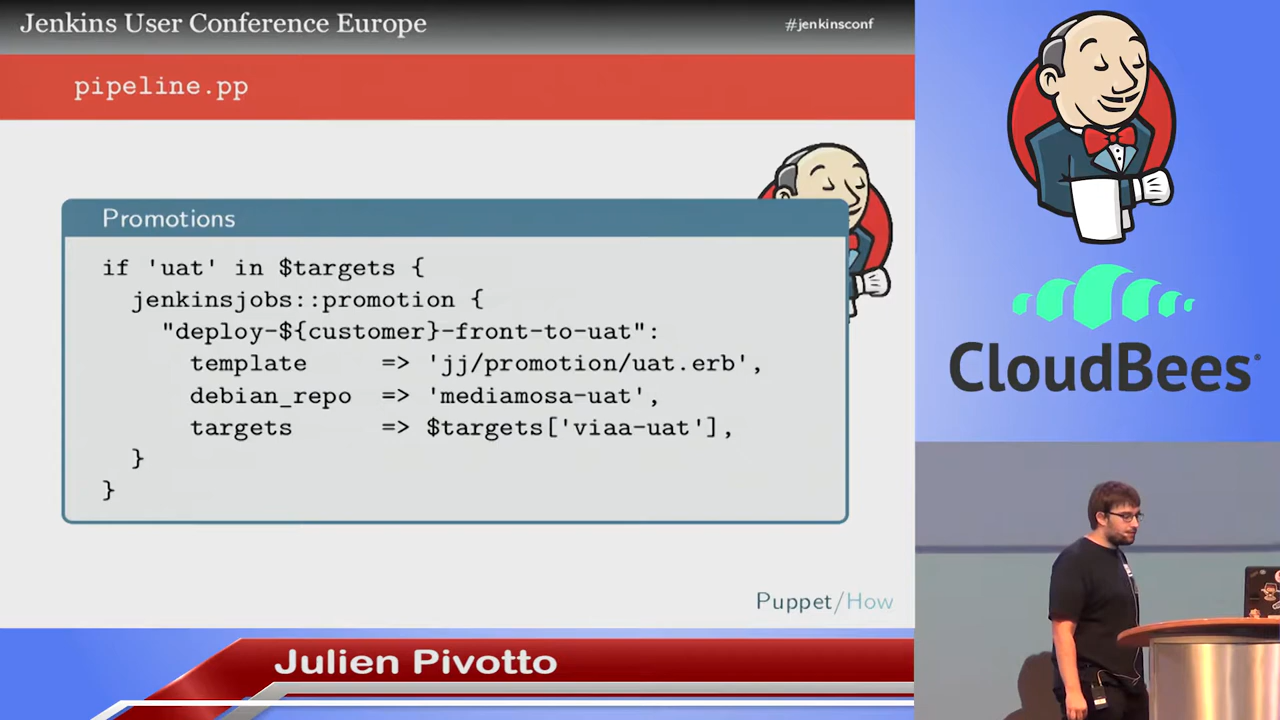 Jenkins User Conference Europe
#jenkinsconf
pipeline.pp
Promotions
if 'uat' in $targets {
jenkinsjobs::promotion {
"deploy-${customer}-front-to-uat":
template => 'jj/promotion/uat.erb',
debian_repo => 'mediamosa-uat',
targets => $targets['viaa-uat'],
}
}
Puppet/How
CloudBees®
Julien Pivotto